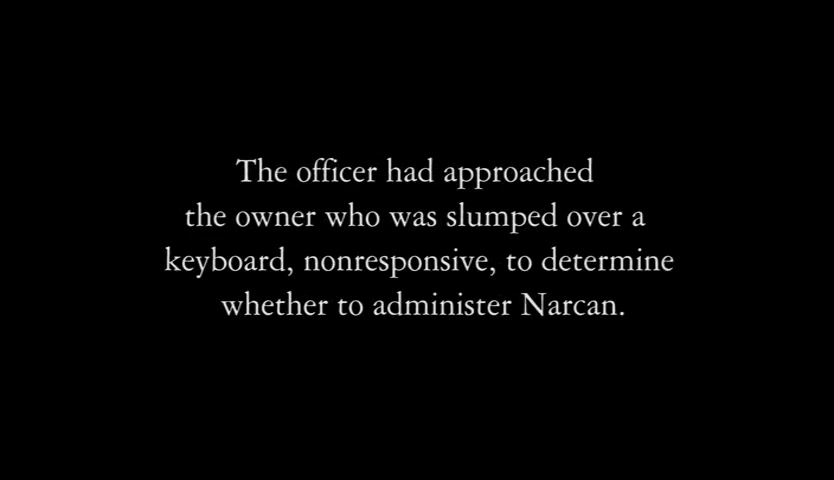 The officer had approached
the owner who was slumped over a
keyboard, nonresponsive, to determine
whether to administer Narcan.